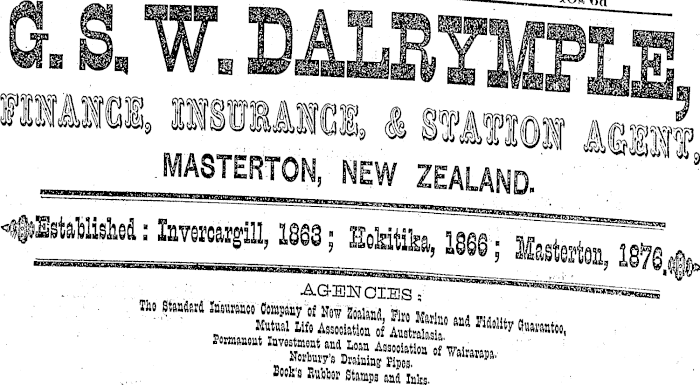 G. S. W. DALRYMPLE,
FINANCE, INSURANCE, & STATION AGENT,
MASTERTON, NEW ZEALAND.
Established : Invercargill, 1863 ; Hokitika, 1866 ; Masterton, 1876.
AGENCIES :
The Standard Insurance Company of New Zealand, Fire Marine and Fidelity Guarantee,
Mutual Life Association of Australasia.
Permanent Investment and Loan Association of Wairarapa.
Norbury's Draining Pipes.
Book's Rubber Stamps and Inks.